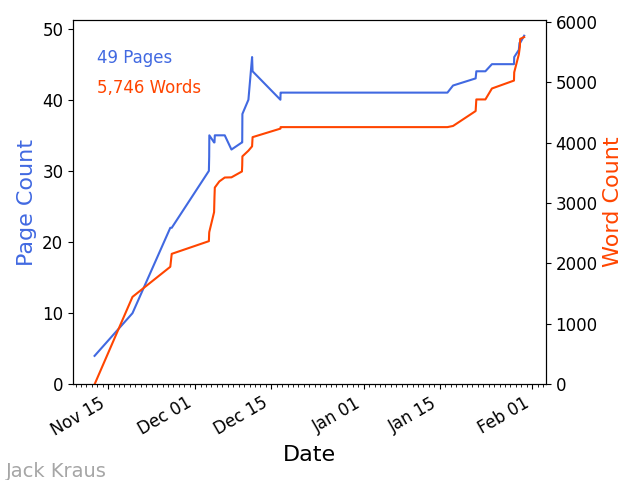 49 Pages
5,746 Words
50
40
30
20
10
0
6000
5000
4000
3000
2000
1000
0
Page Count
Word Count
Nov 15
Dec 01
Dec 15
Jan 01
Jan 15
Feb 01
Date
Jack Kraus